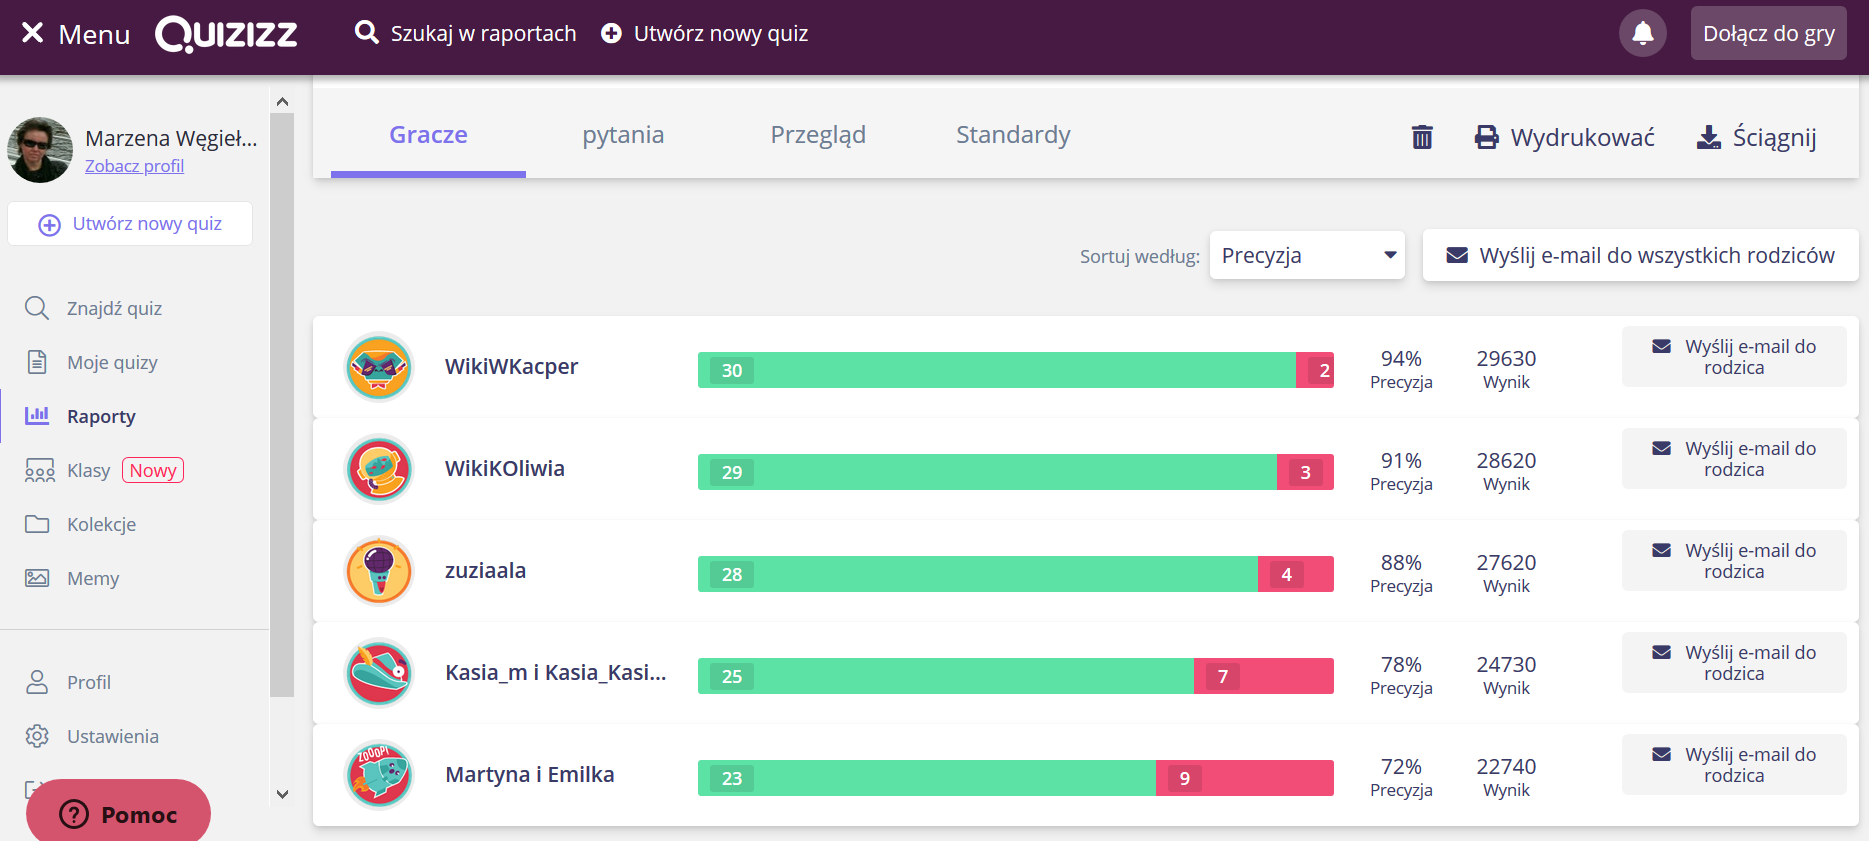 Menu QUIZIZZ Szukaj w raportach Utwórz nowy quiz Dołącz do gry
Marzena Węgieł...
Zobacz profil
Utwórz nowy quiz
Znajdź quiz
Moje quizy
Raporty
Klasy Nowy
Kolekcje
Memy
Profil
Ustawienia
Pomoc
Gracze pytania Przegląd Standardy Wydrukować Ściągnij
Sortuj według: Precyzja Wyślij e-mail do wszystkich rodziców
WikiWKacper 30 2 94% 29630 Wyślij e-mail do
Precyzja Wynik rodzica
WikiKOliwia 29 3 91% 28620 Wyślij e-mail do
Precyzja Wynik rodzica
zuziaala 28 4 88% 27620 Wyślij e-mail do
Precyzja Wynik rodzica
Kasia_m i Kasia_Kasi... 25 7 78% 24730 Wyślij e-mail do
Precyzja Wynik rodzica
ZOOOP!
Martyna i Emilka 23 9 72% 22740 Wyślij e-mail do
Precyzja Wynik rodzica